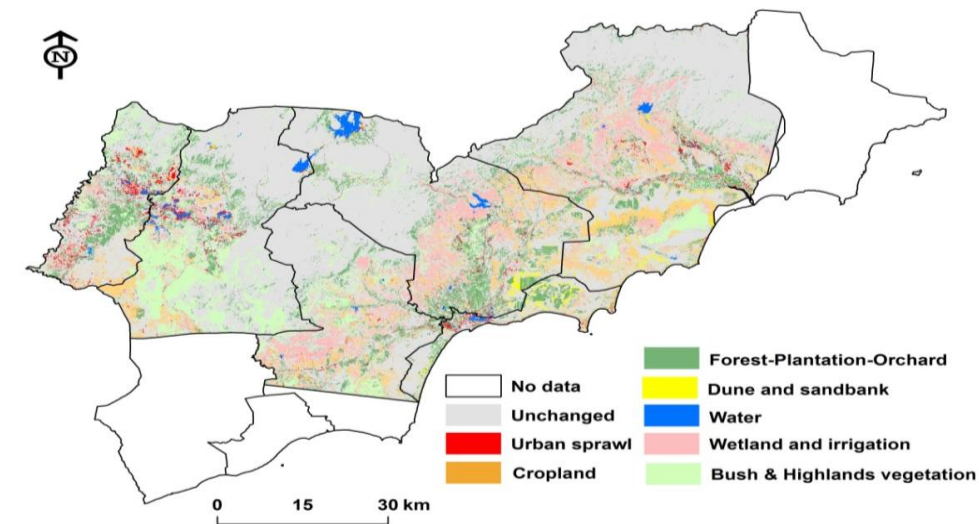 N
No data
Unchanged
Urban sprawl
Cropland
Forest-Plantation-Orchard
Dune and sandbank
Water
Wetland and irrigation
Bush & Highlands vegetation
0 15 30 km